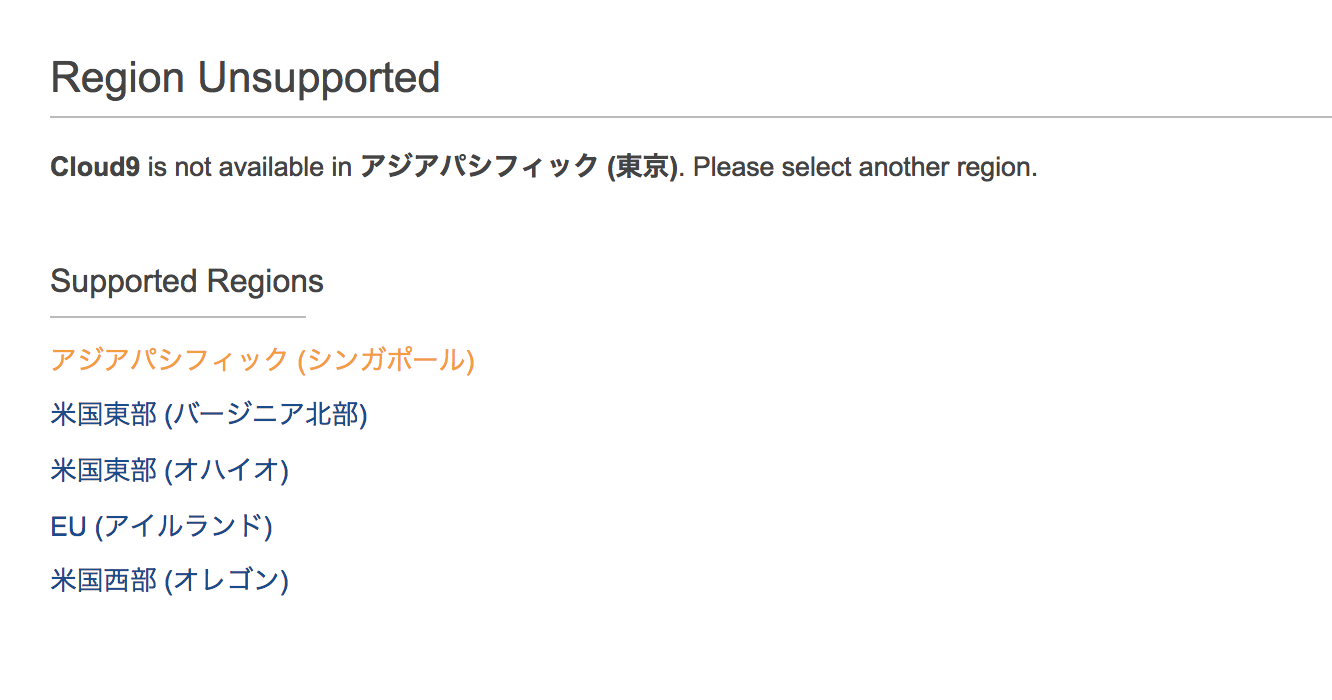 Region Unsupported
Cloud9 is not available in アジアパシフィック (東京). Please select another region.
Supported Regions
アジアパシフィック (シンガポール)
米国東部 (バージニア北部)
米国東部 (オハイオ)
EU (アイルランド)
米国西部 (オレゴン)